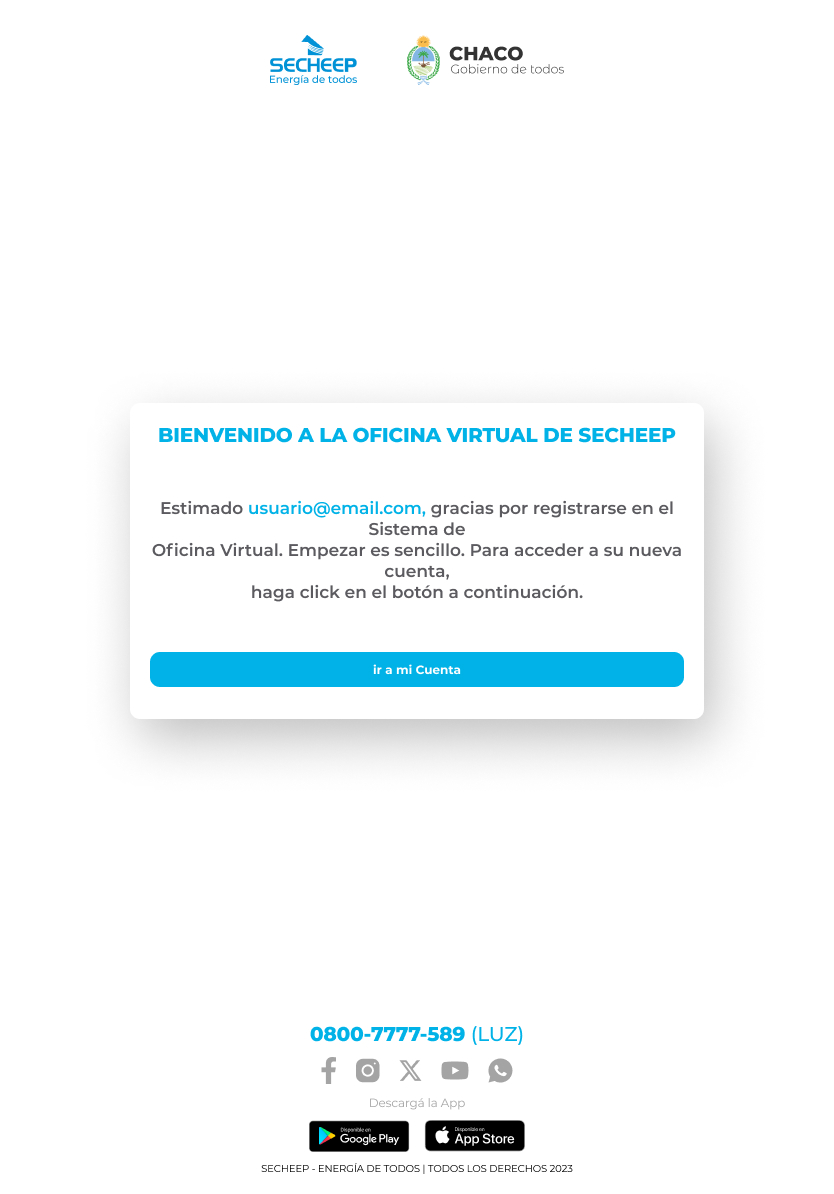 SECHEEP
Energía de todos
CHACO
Gobierno de todos
BIENVENIDO A LA OFICINA VIRTUAL DE SECHEEP
Estimado usuario@email.com, gracias por registrarse en el
Sistema de
Oficina Virtual. Empezar es sencillo. Para acceder a su nueva
cuenta,
haga click en el botón a continuación.
ir a mi Cuenta
0800-7777-589 (LUZ)
Descargá la App
Disponible en
Google Play
Disponible en
App Store
SECHEEP - ENERGÍA DE TODOS | TODOS LOS DERECHOS 2023